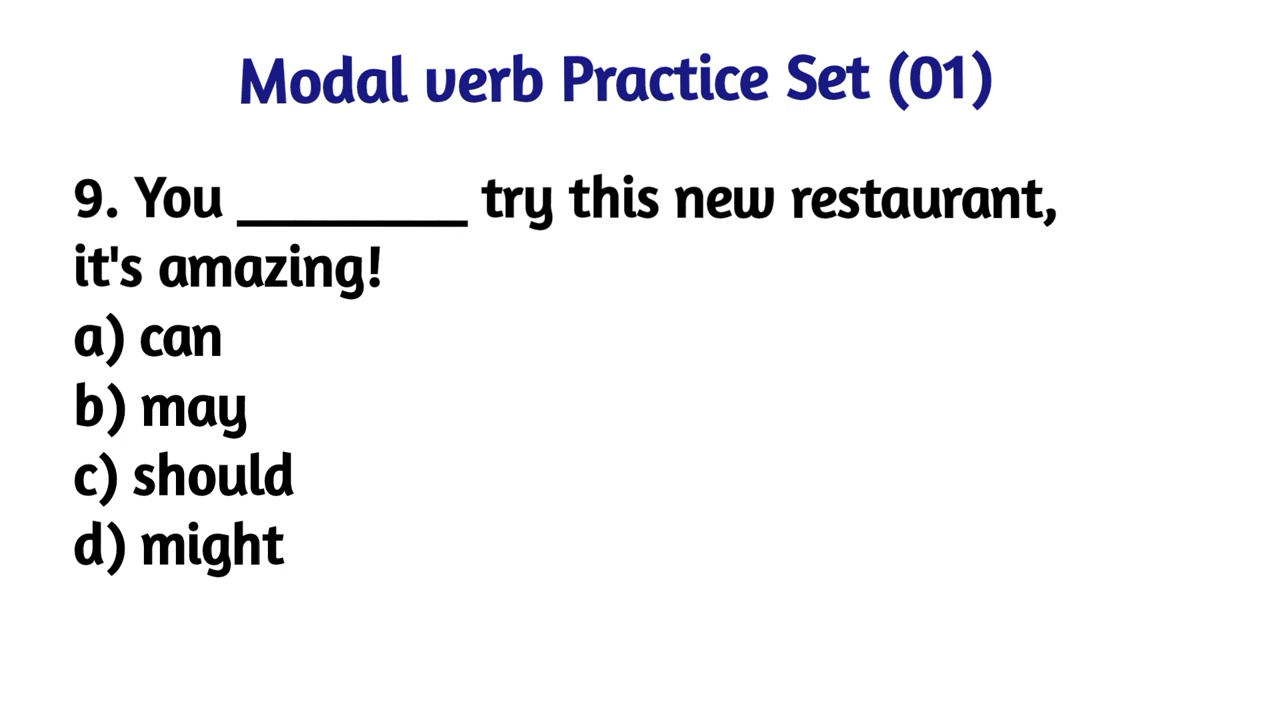 Modal verb Practice Set (01)
9. You ________ try this new restaurant,
it's amazing!
a) can
b) may
c) should
d) might